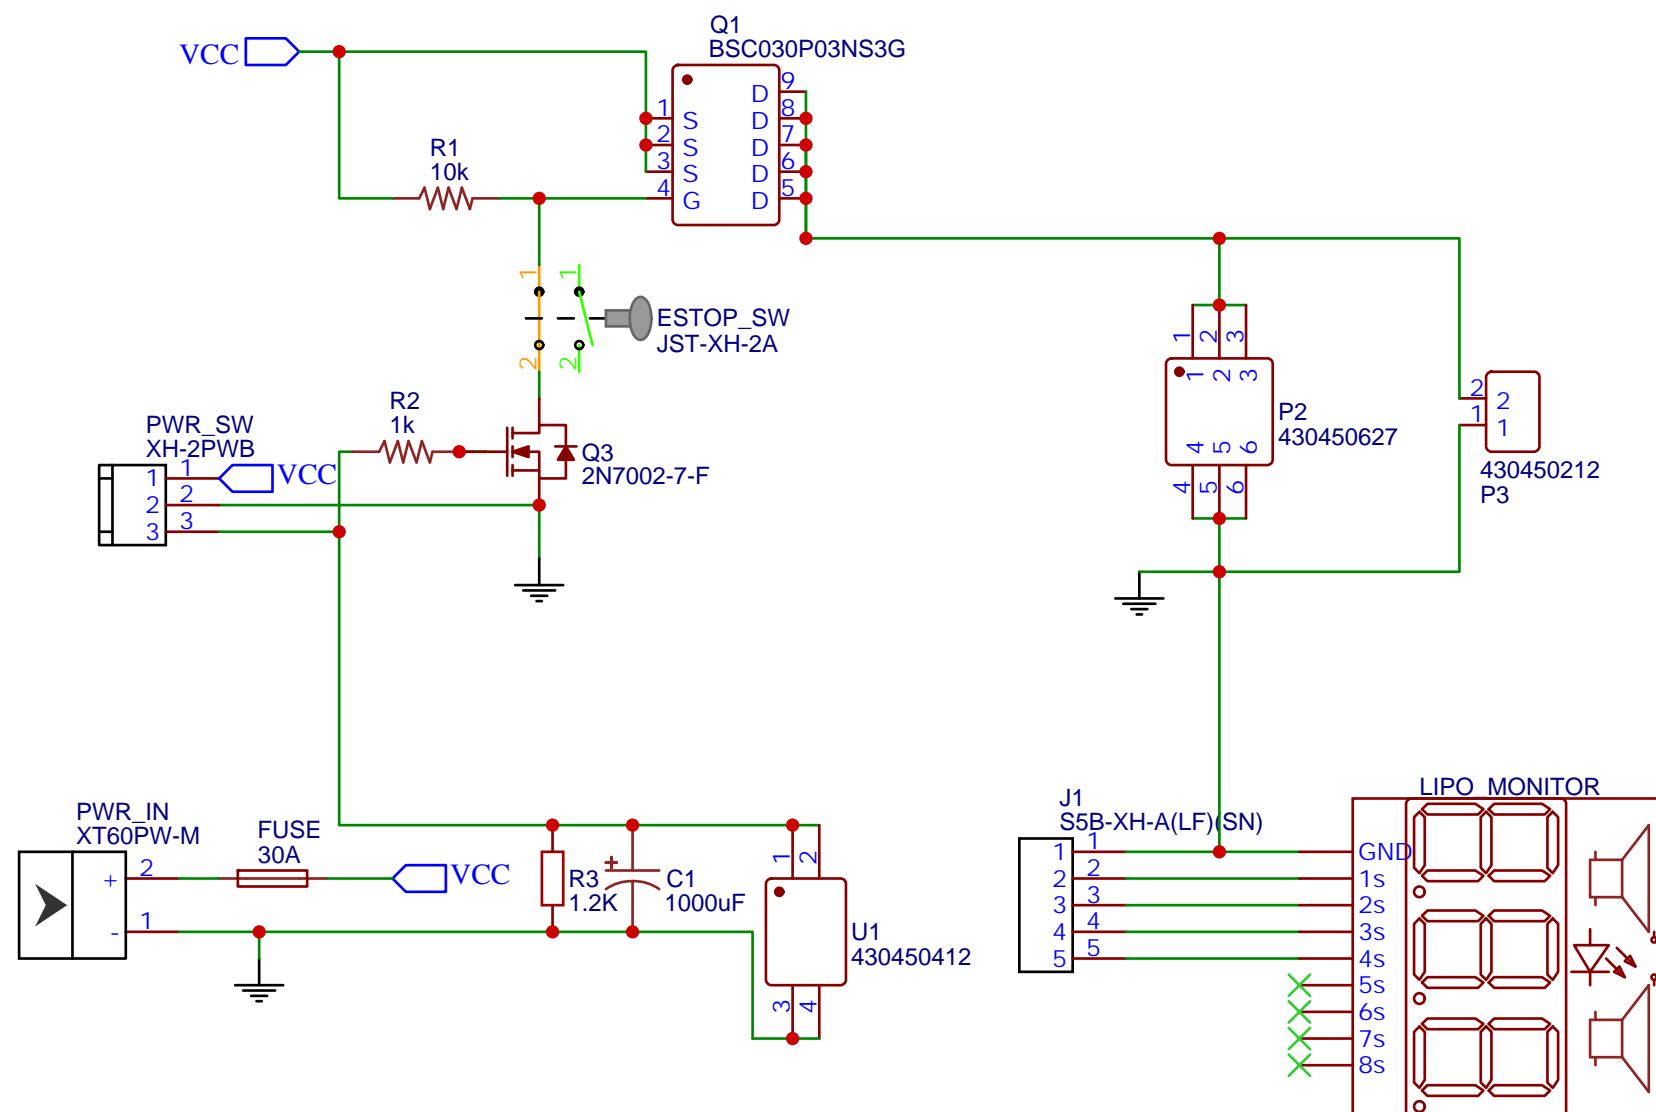 Q1
BSC030P03NS3G
VCC
1
2
3
4
S
S
S
G
D
D
D
D
D
9
8
7
6
5
R1
10k
1
1
2
2
ESTOP_SW
JST-XH-2A
PWR_SW
XH-2PWB
1
2
3
1
2
3
VCC
R2
1k
Q3
2N7002-7-F
1
2
3
1
2
3
4
5
6
4
5
6
P2
430450627
2
1
2
1
430450212
P3
PWR_IN
XT60PW-M
+
-
2
1
FUSE
30A
VCC
R3
1.2K
+
C1
1000uF
1
2
3
4
U1
430450412
J1
S5B-XH-A(LF)(SN)
1
2
3
4
5
1
2
3
4
5
LIPO_MONITOR
GND
1s
2s
3s
4s
5s
6s
7s
8s